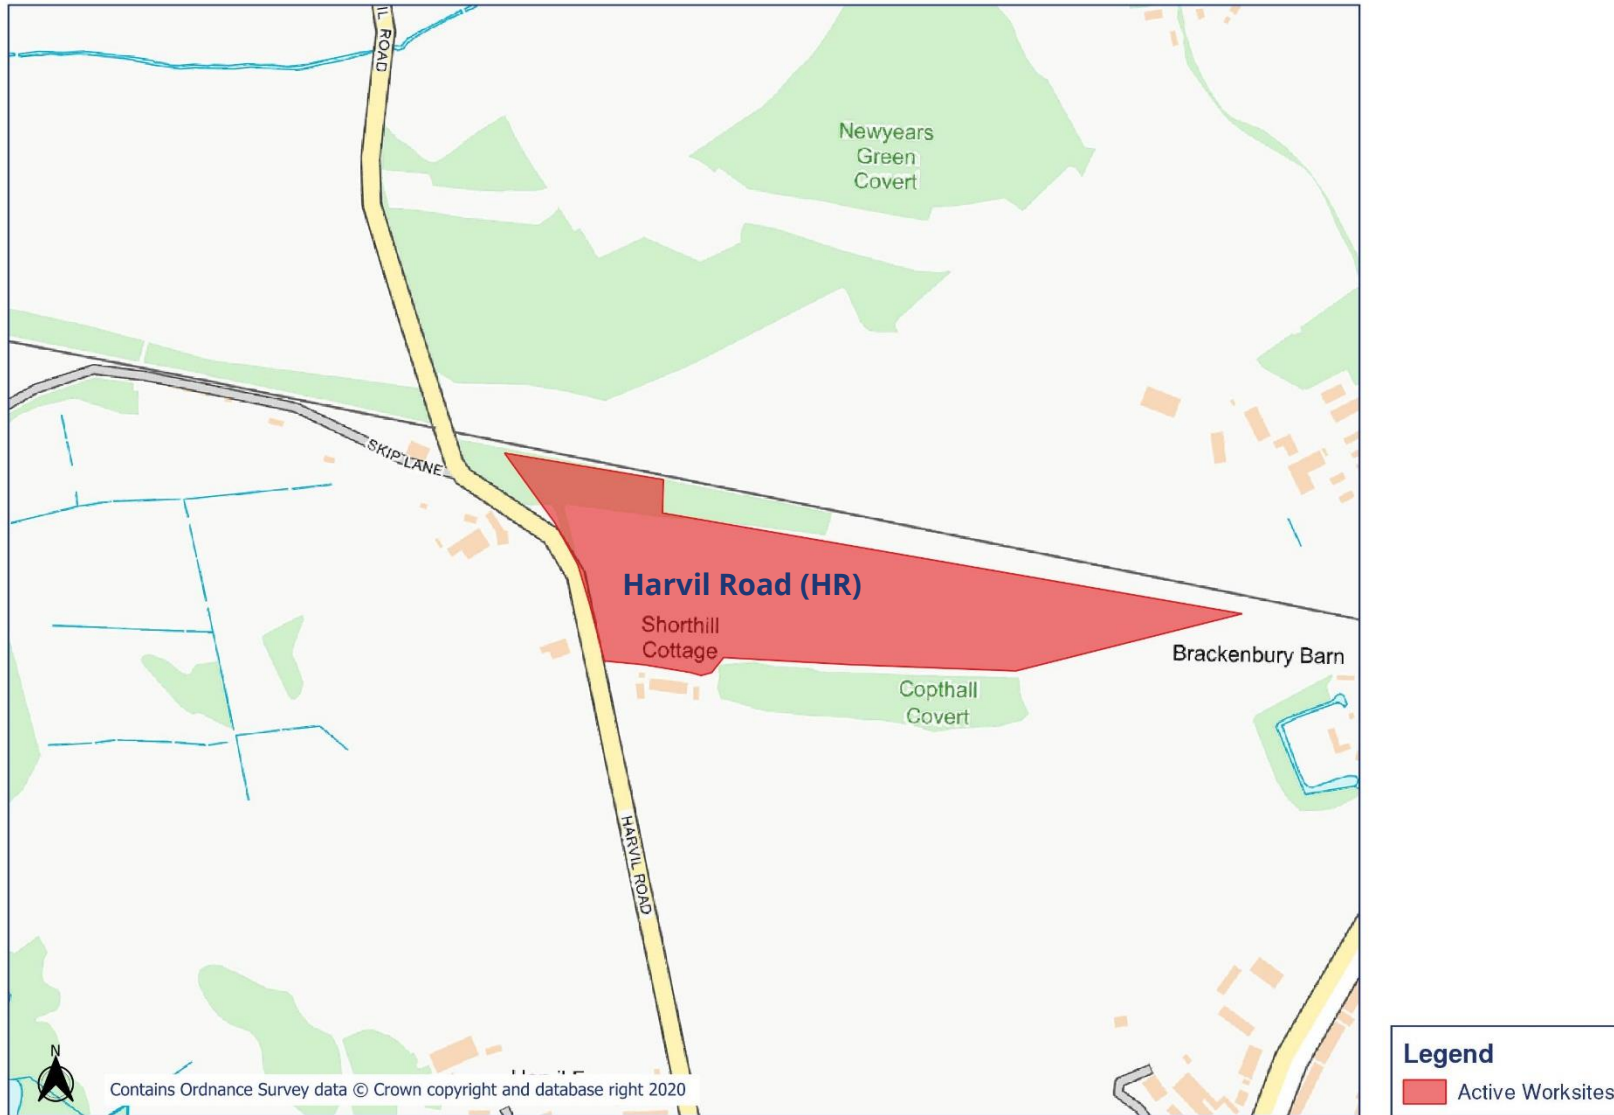 IL ROAD
Newyears
Green
Covert
SKIP LANE
Harvil Road (HR)
Shorthill
Cottage
Brackenbury Barn
Copthall
Covert
HARVIL ROAD
N
Contains Ordnance Survey data © Crown copyright and database right 2020
Legend
Active Worksites